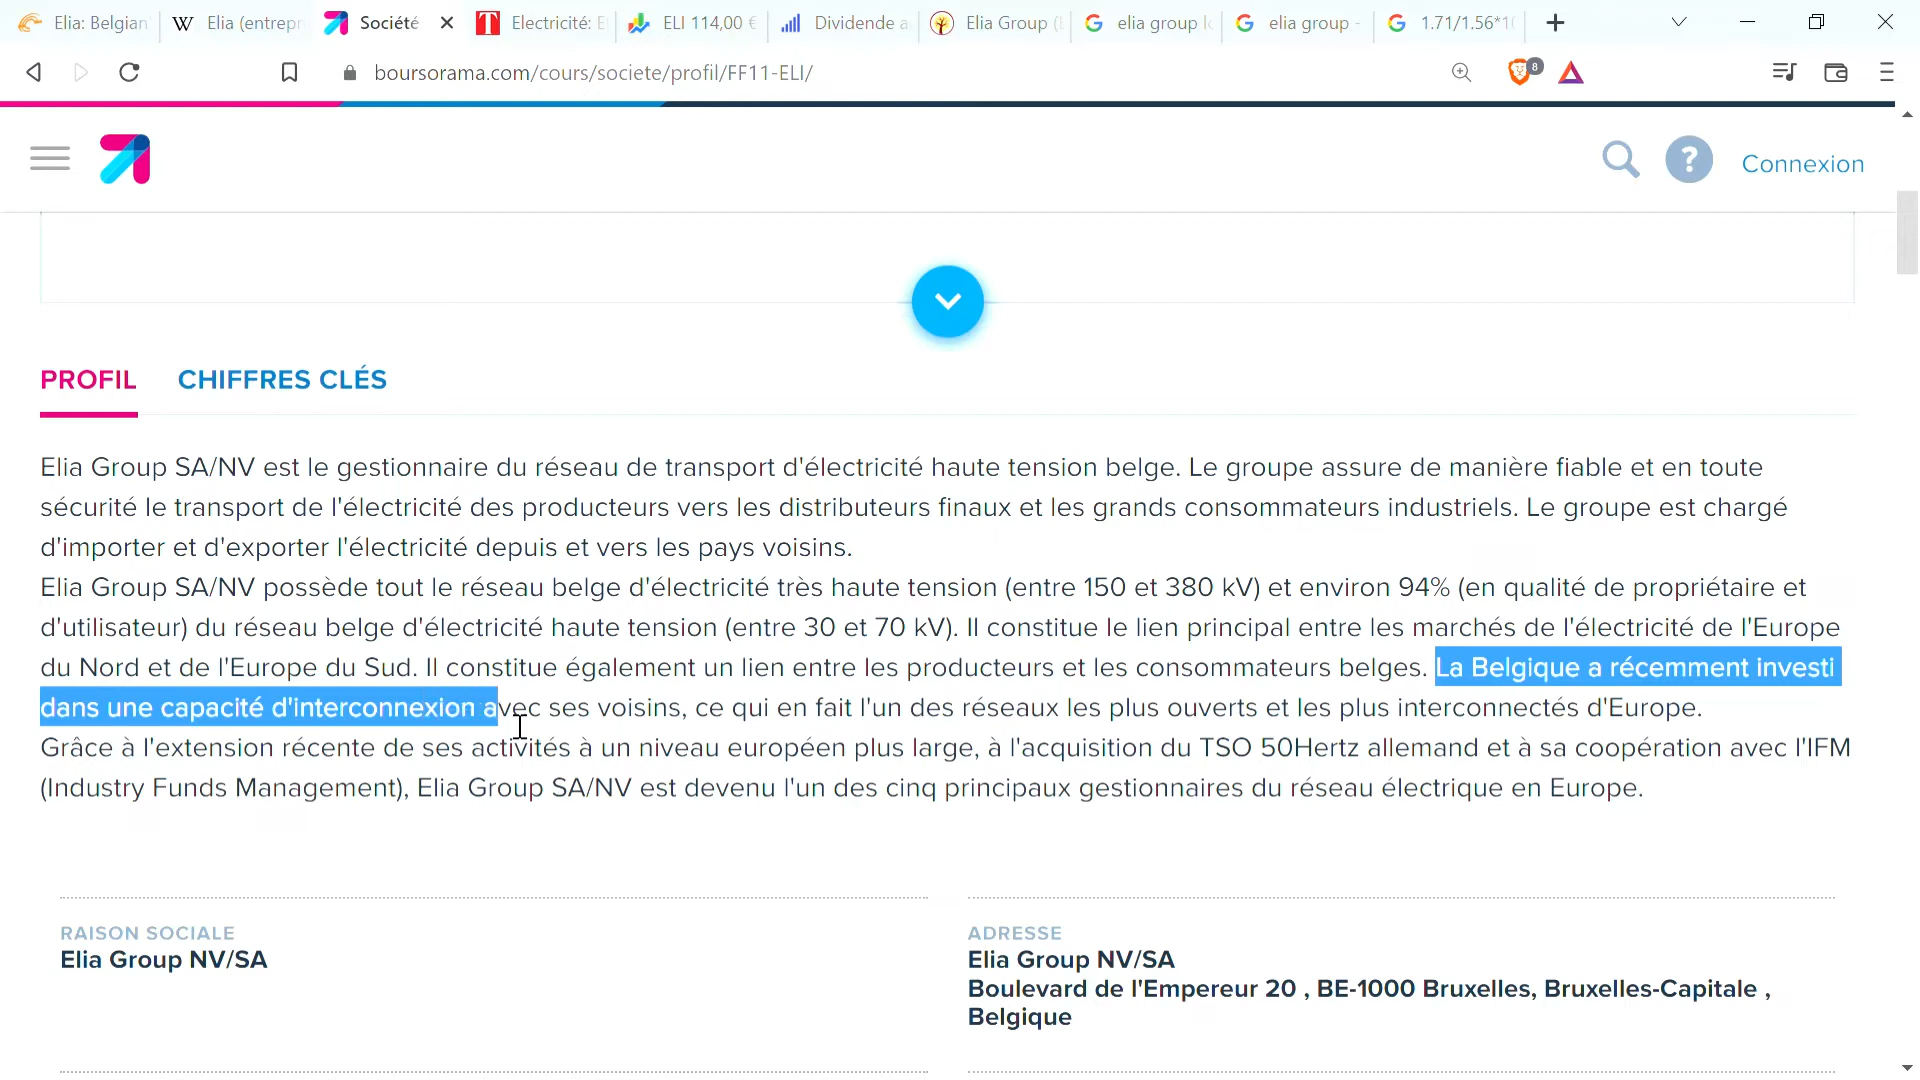 Elia: Belgian
Elia (entrepr
Société
Electricité: E
ELI 114,00 €
Dividende a
Elia Group (
elia group l
elia group -
1.71/1.56*1
boursorama.com/cours/societe/profil/FF11-ELI/
8
Connexion
PROFIL
CHIFFRES CLÉS
Elia Group SA/NV est le gestionnaire du réseau de transport d'électricité haute tension belge. Le groupe assure de manière fiable et en toute
sécurité le transport de l'électricité des producteurs vers les distributeurs finaux et les grands consommateurs industriels. Le groupe est chargé
d'importer et d'exporter l'électricité depuis et vers les pays voisins.
Elia Group SA/NV possède tout le réseau belge d'électricité très haute tension (entre 150 et 380 kV) et environ 94% (en qualité de propriétaire et
d'utilisateur) du réseau belge d'électricité haute tension (entre 30 et 70 kV). Il constitue le lien principal entre les marchés de l'électricité de l'Europe
du Nord et de l'Europe du Sud. Il constitue également un lien entre les producteurs et les consommateurs belges. La Belgique a récemment investi
dans une capacité d'interconnexion avec ses voisins, ce qui en fait l'un des réseaux les plus ouverts et les plus interconnectés d'Europe.
Grâce à l'extension récente de ses activités à un niveau européen plus large, à l'acquisition du TSO 50Hertz allemand et à sa coopération avec l'IFM
(Industry Funds Management), Elia Group SA/NV est devenu l'un des cinq principaux gestionnaires du réseau électrique en Europe.
RAISON SOCIALE
Elia Group NV/SA
ADRESSE
Elia Group NV/SA
Boulevard de l'Empereur 20 , BE-1000 Bruxelles, Bruxelles-Capitale ,
Belgique